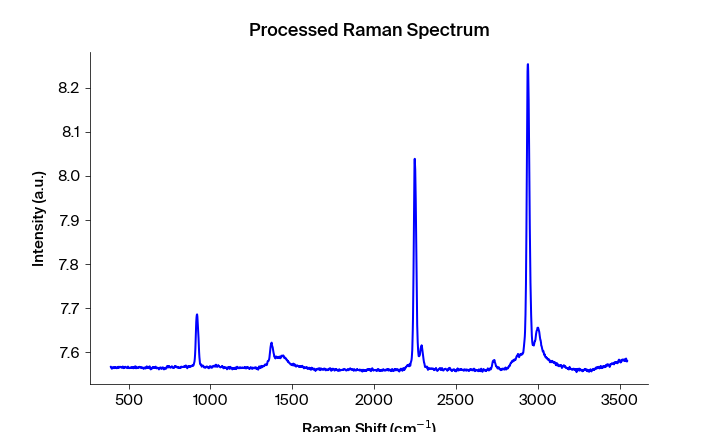 Processed Raman Spectrum
Intensity (a.u.)
8.2
8.1
8.0
7.9
7.8
7.7
7.6
500 1000 1500 2000 2500 3000 3500
Raman Shift (cm⁻¹)